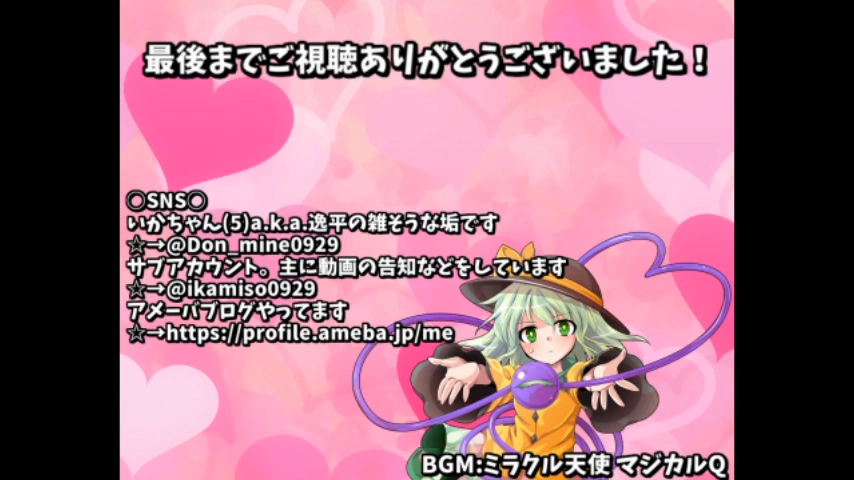 最後までご視聴ありがとうございました！
○SNS○
いかちゃん(5)a.k.a.逸平の雑そうな垢です
☆→@Don_mine0929
サブアカウント。主に動画の告知などをしています
☆→@ikamiso0929
アメーバブログやってます
☆→https://profile.ameba.jp/me
BGM:ミラクル天使 マジカルQ